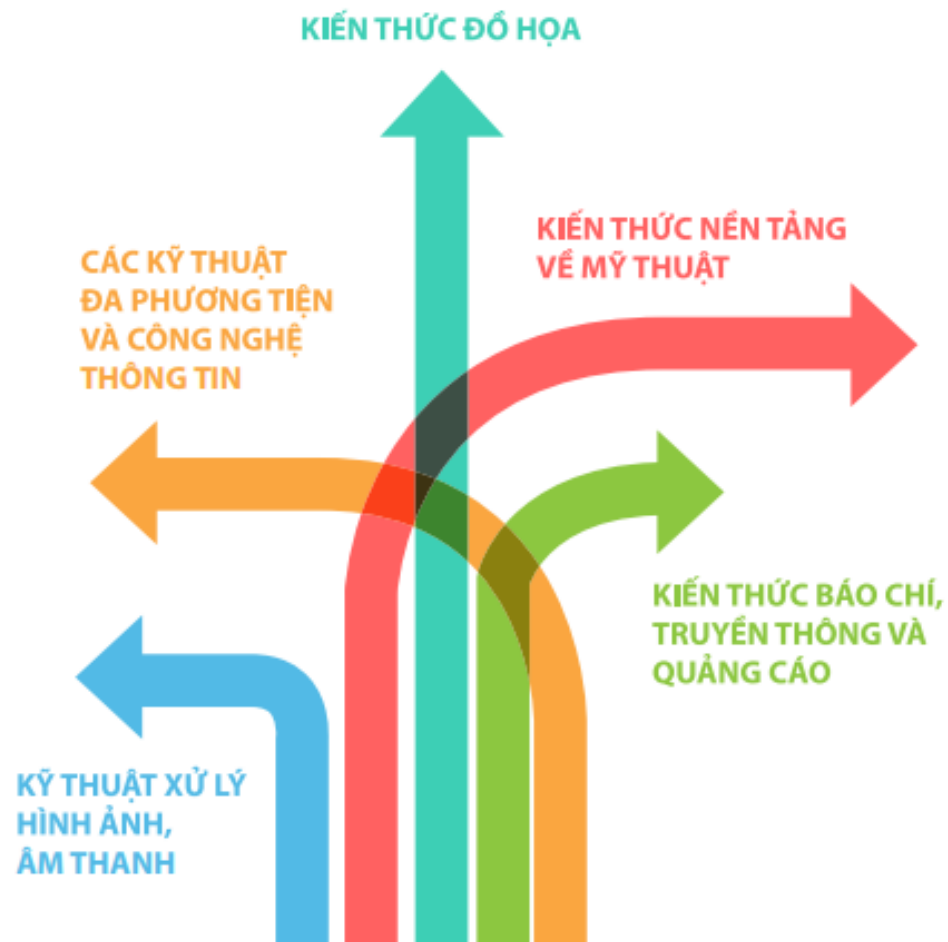 KIẾN THỨC ĐỒ HỌA
KIẾN THỨC NỀN TẢNG
VỀ MỸ THUẬT
CÁC KỸ THUẬT
ĐA PHƯƠNG TIỆN
VÀ CÔNG NGHỆ
THÔNG TIN
KIẾN THỨC BÁO CHÍ,
TRUYỀN THÔNG VÀ
QUẢNG CÁO
KỸ THUẬT XỬ LÝ
HÌNH ẢNH,
ÂM THANH